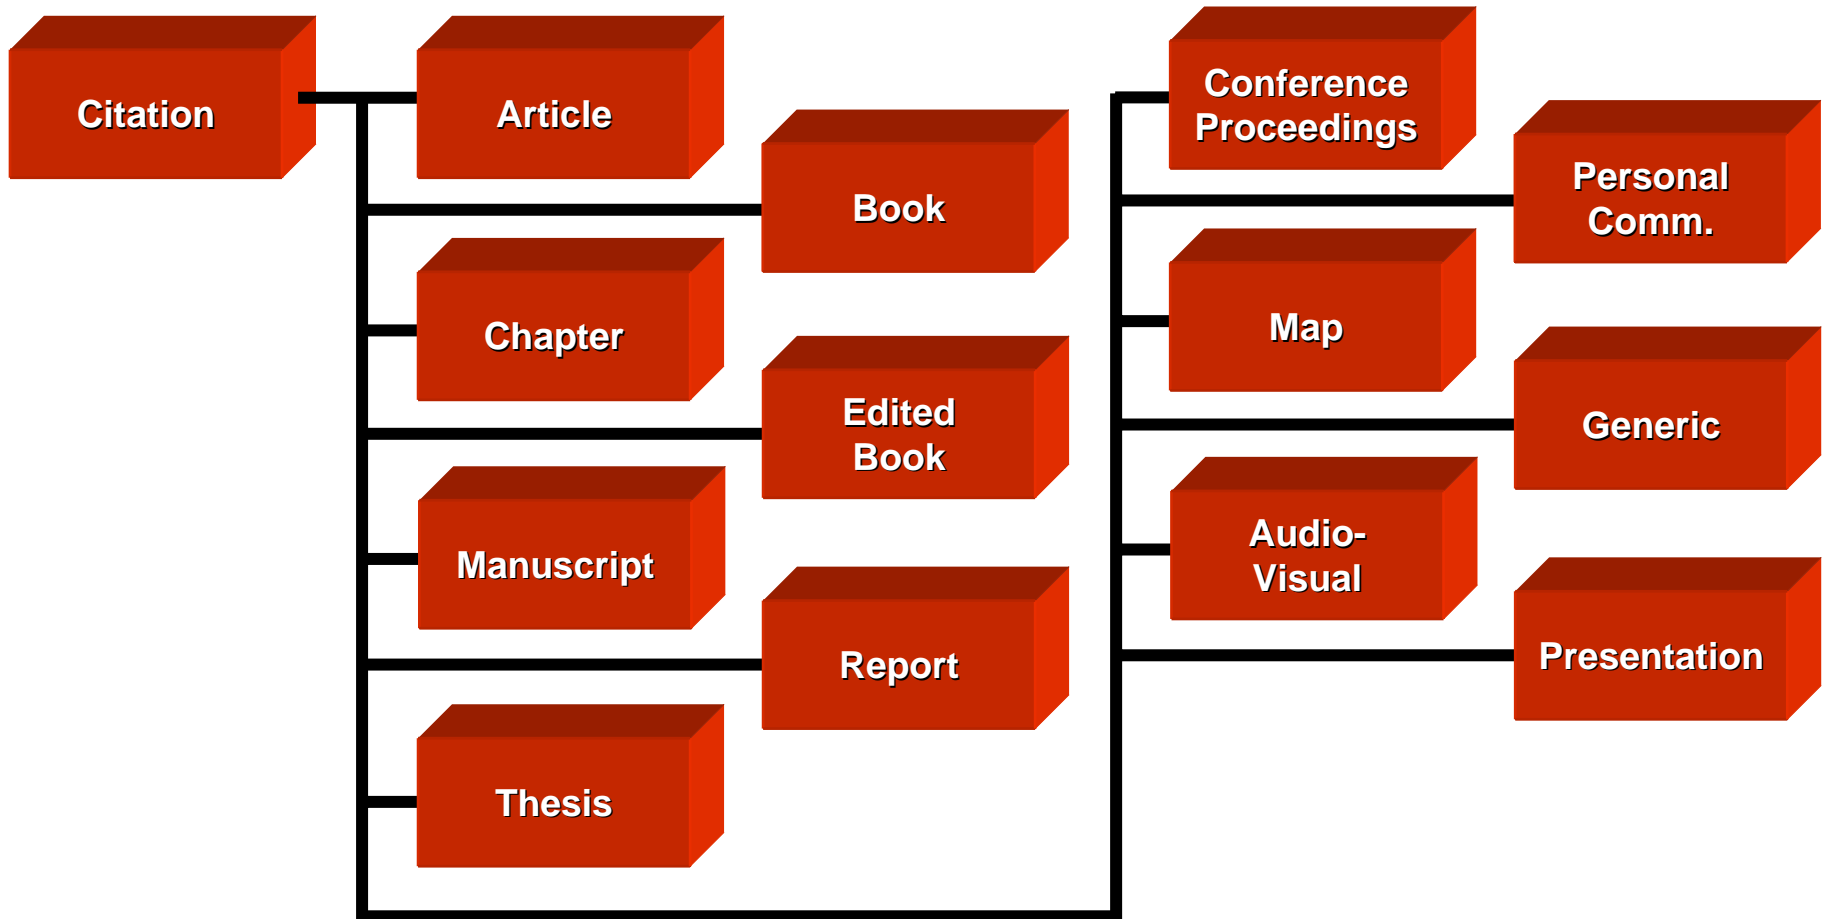 Citation
Article
Book
Chapter
Edited
Book
Manuscript
Report
Thesis
Conference
Proceedings
Personal
Comm.
Map
Generic
Audio-
Visual
Presentation